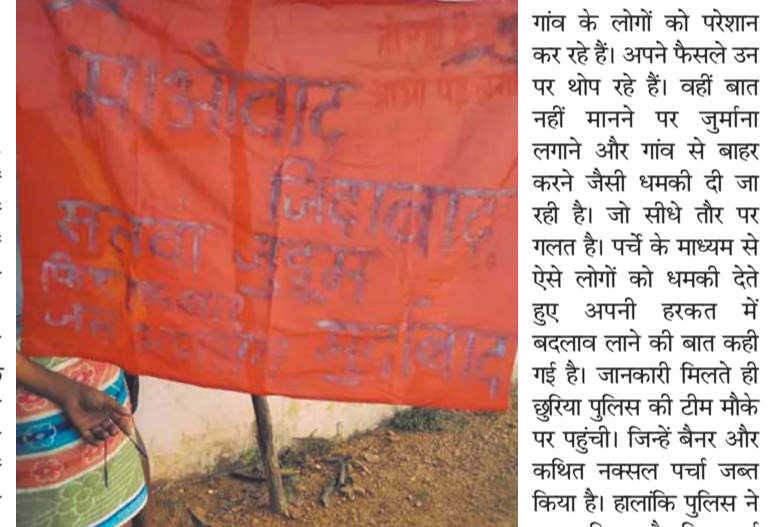 माओवाद
जिंदावाद
सलवा जुडूम
मुर्दाबाद
गांव के लोगों को परेशान
कर रहे हैं। अपने फैसले उन
पर थोप रहे हैं। वहीं बात
नहीं मानने पर जुर्माना
लगाने और गांव से बाहर
करने जैसी धमकी दी जा
रही है। जो सीधे तौर पर
गलत है। पर्चे के माध्यम से
ऐसे लोगों को धमकी देते
हुए अपनी हरकत में
बदलाव लाने की बात कही
गई है। जानकारी मिलते ही
छुरिया पुलिस की टीम मौके
पर पहुंची। जिन्हें बैनर और
कथित नक्सल पर्चा जब्त
किया है। हालांकि पुलिस ने